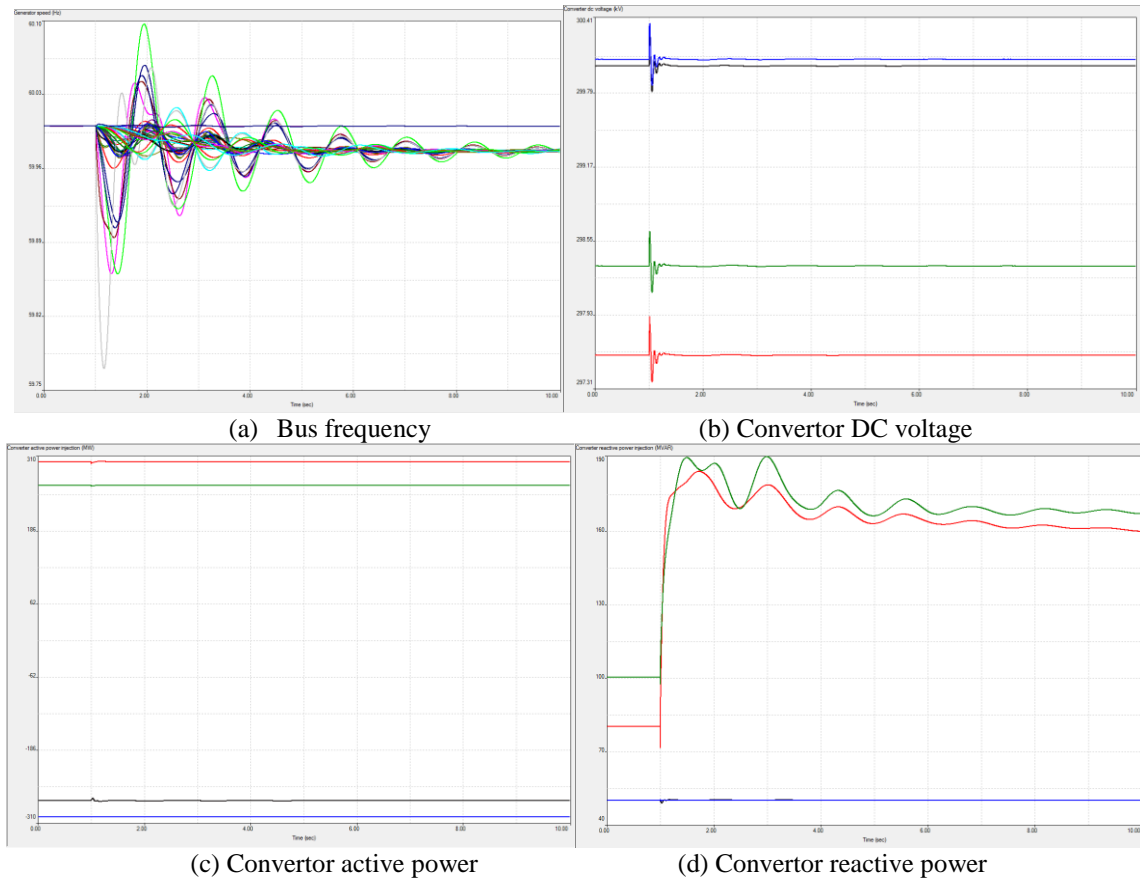 Generator speed (Hz)
60.10
60.03
59.96
59.89
59.82
59.75
0.00 2.00 4.00 6.00 8.00 10.00
Time (sec)
(a) Bus frequency
Converter dc voltage (kV)
300.41
299.79
299.17
298.55
297.93
297.31
0.00 2.00 4.00 6.00 8.00 10.00
Time (sec)
(b) Convertor DC voltage
Converter active power injection (MW)
310
186
62
-62
-186
-310
0.00 2.00 4.00 6.00 8.00 10.00
Time (sec)
(c) Convertor active power
Converter reactive power injection (MVAR)
190
160
130
100
70
40
0.00 2.00 4.00 6.00 8.00 10.00
Time (sec)
(d) Convertor reactive power